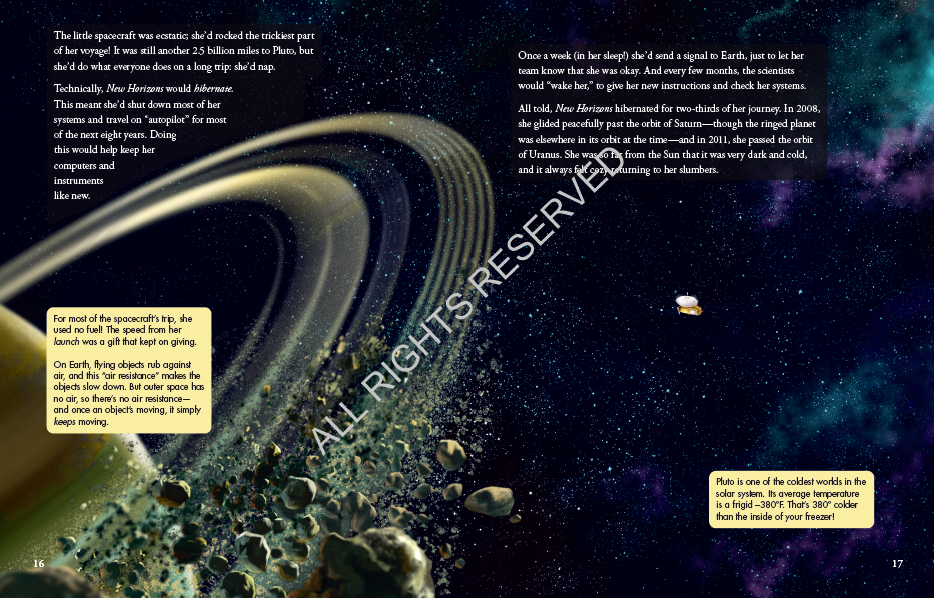 The little spacecraft was ecstatic; she'd rocked the trickiest part
of her voyage! It was still another 2.5 billion miles to Pluto, but
she'd do what everyone does on a long trip: she'd nap.
Technically, New Horizons would hibernate.
This meant she'd shut down most of her
systems and travel on "autopilot" for most
of the next eight years. Doing
this would help keep her
computers and
instruments
like new.
For most of the spacecraft's trip, she
used no fuel! The speed from her
launch was a gift that kept on giving.
On Earth, flying objects rub against
air, and this "air resistance" makes the
objects slow down. But outer space has
no air, so there's no air resistance—
and once an object's moving, it simply
keeps moving.
16
Once a week (in her sleep!) she'd send a signal to Earth, just to let her
team know that she was okay. And every few months, the scientists
would "wake her," to give her new instructions and check her systems.
All told, New Horizons hibernated for two-thirds of her journey. In 2008,
she glided peacefully past the orbit of Saturn—though the ringed planet
was elsewhere in its orbit at the time—and in 2011, she passed the orbit
of Uranus. She was so far from the Sun that it was very dark and cold,
and it always felt cozy returning to her slumbers.
Pluto is one of the coldest worlds in the
solar system. Its average temperature
is a frigid –380°F. That's 380° colder
than the inside of your freezer!
17
ALL RIGHTS RESERVED